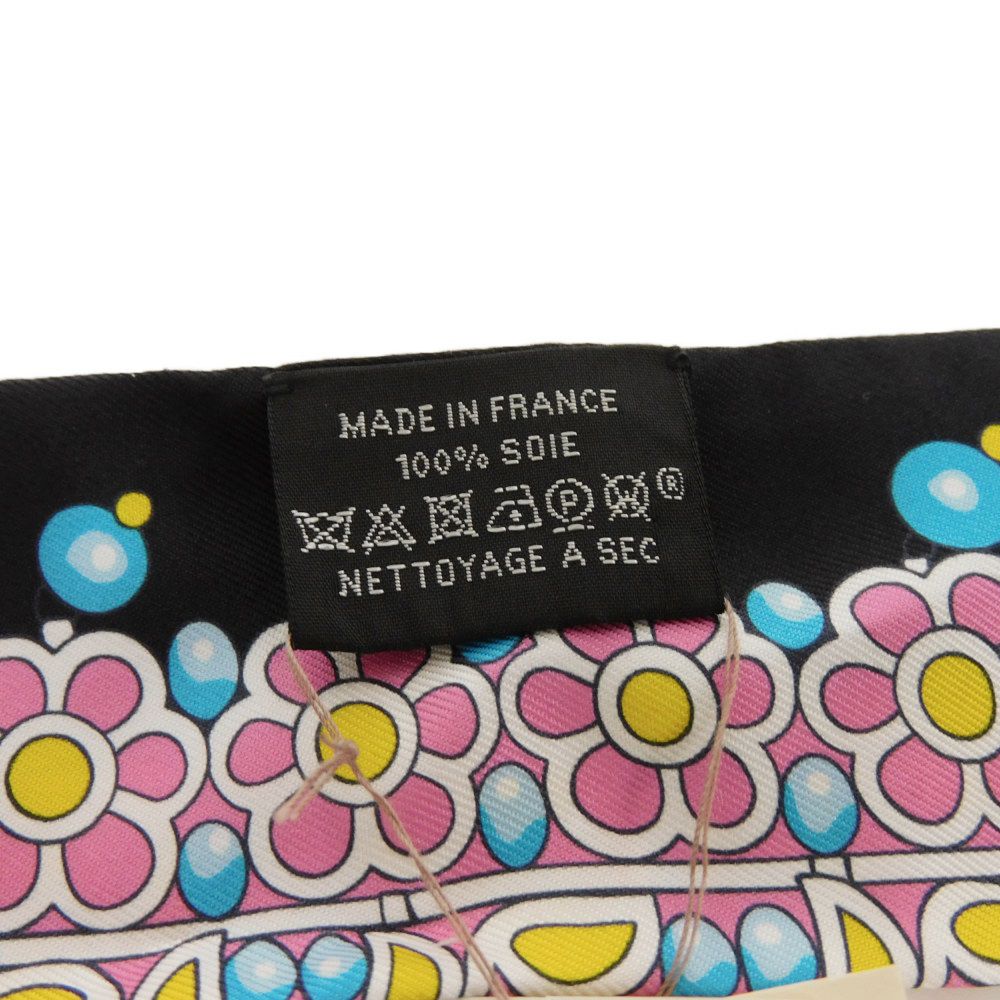 MADE IN FRANCE
100% SOIE
P W ®
NETTOYAGE A SEC